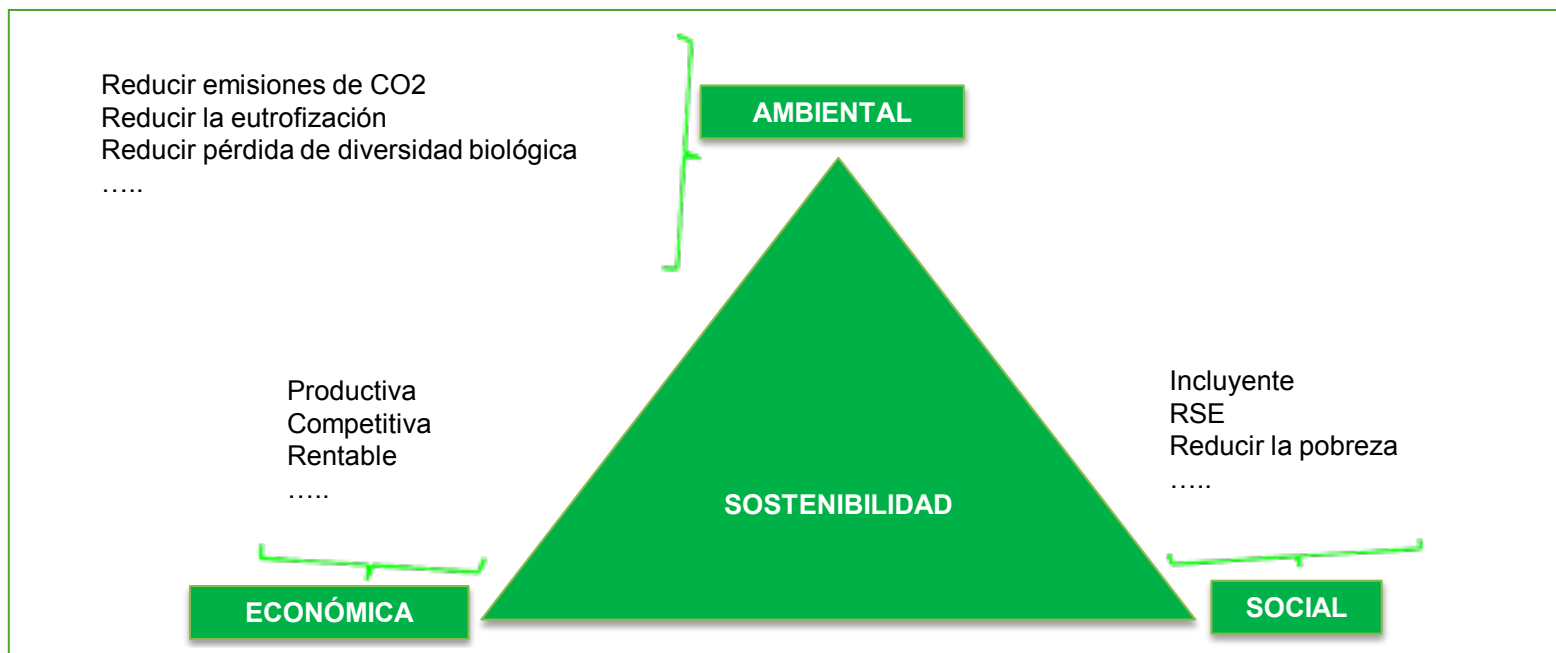 Reducir emisiones de CO2
Reducir la eutrofización
Reducir pérdida de diversidad biológica
…..
AMBIENTAL
Productiva
Competitiva
Rentable
…..
Incluyente
RSE
Reducir la pobreza
…..
SOSTENIBILIDAD
ECONÓMICA
SOCIAL